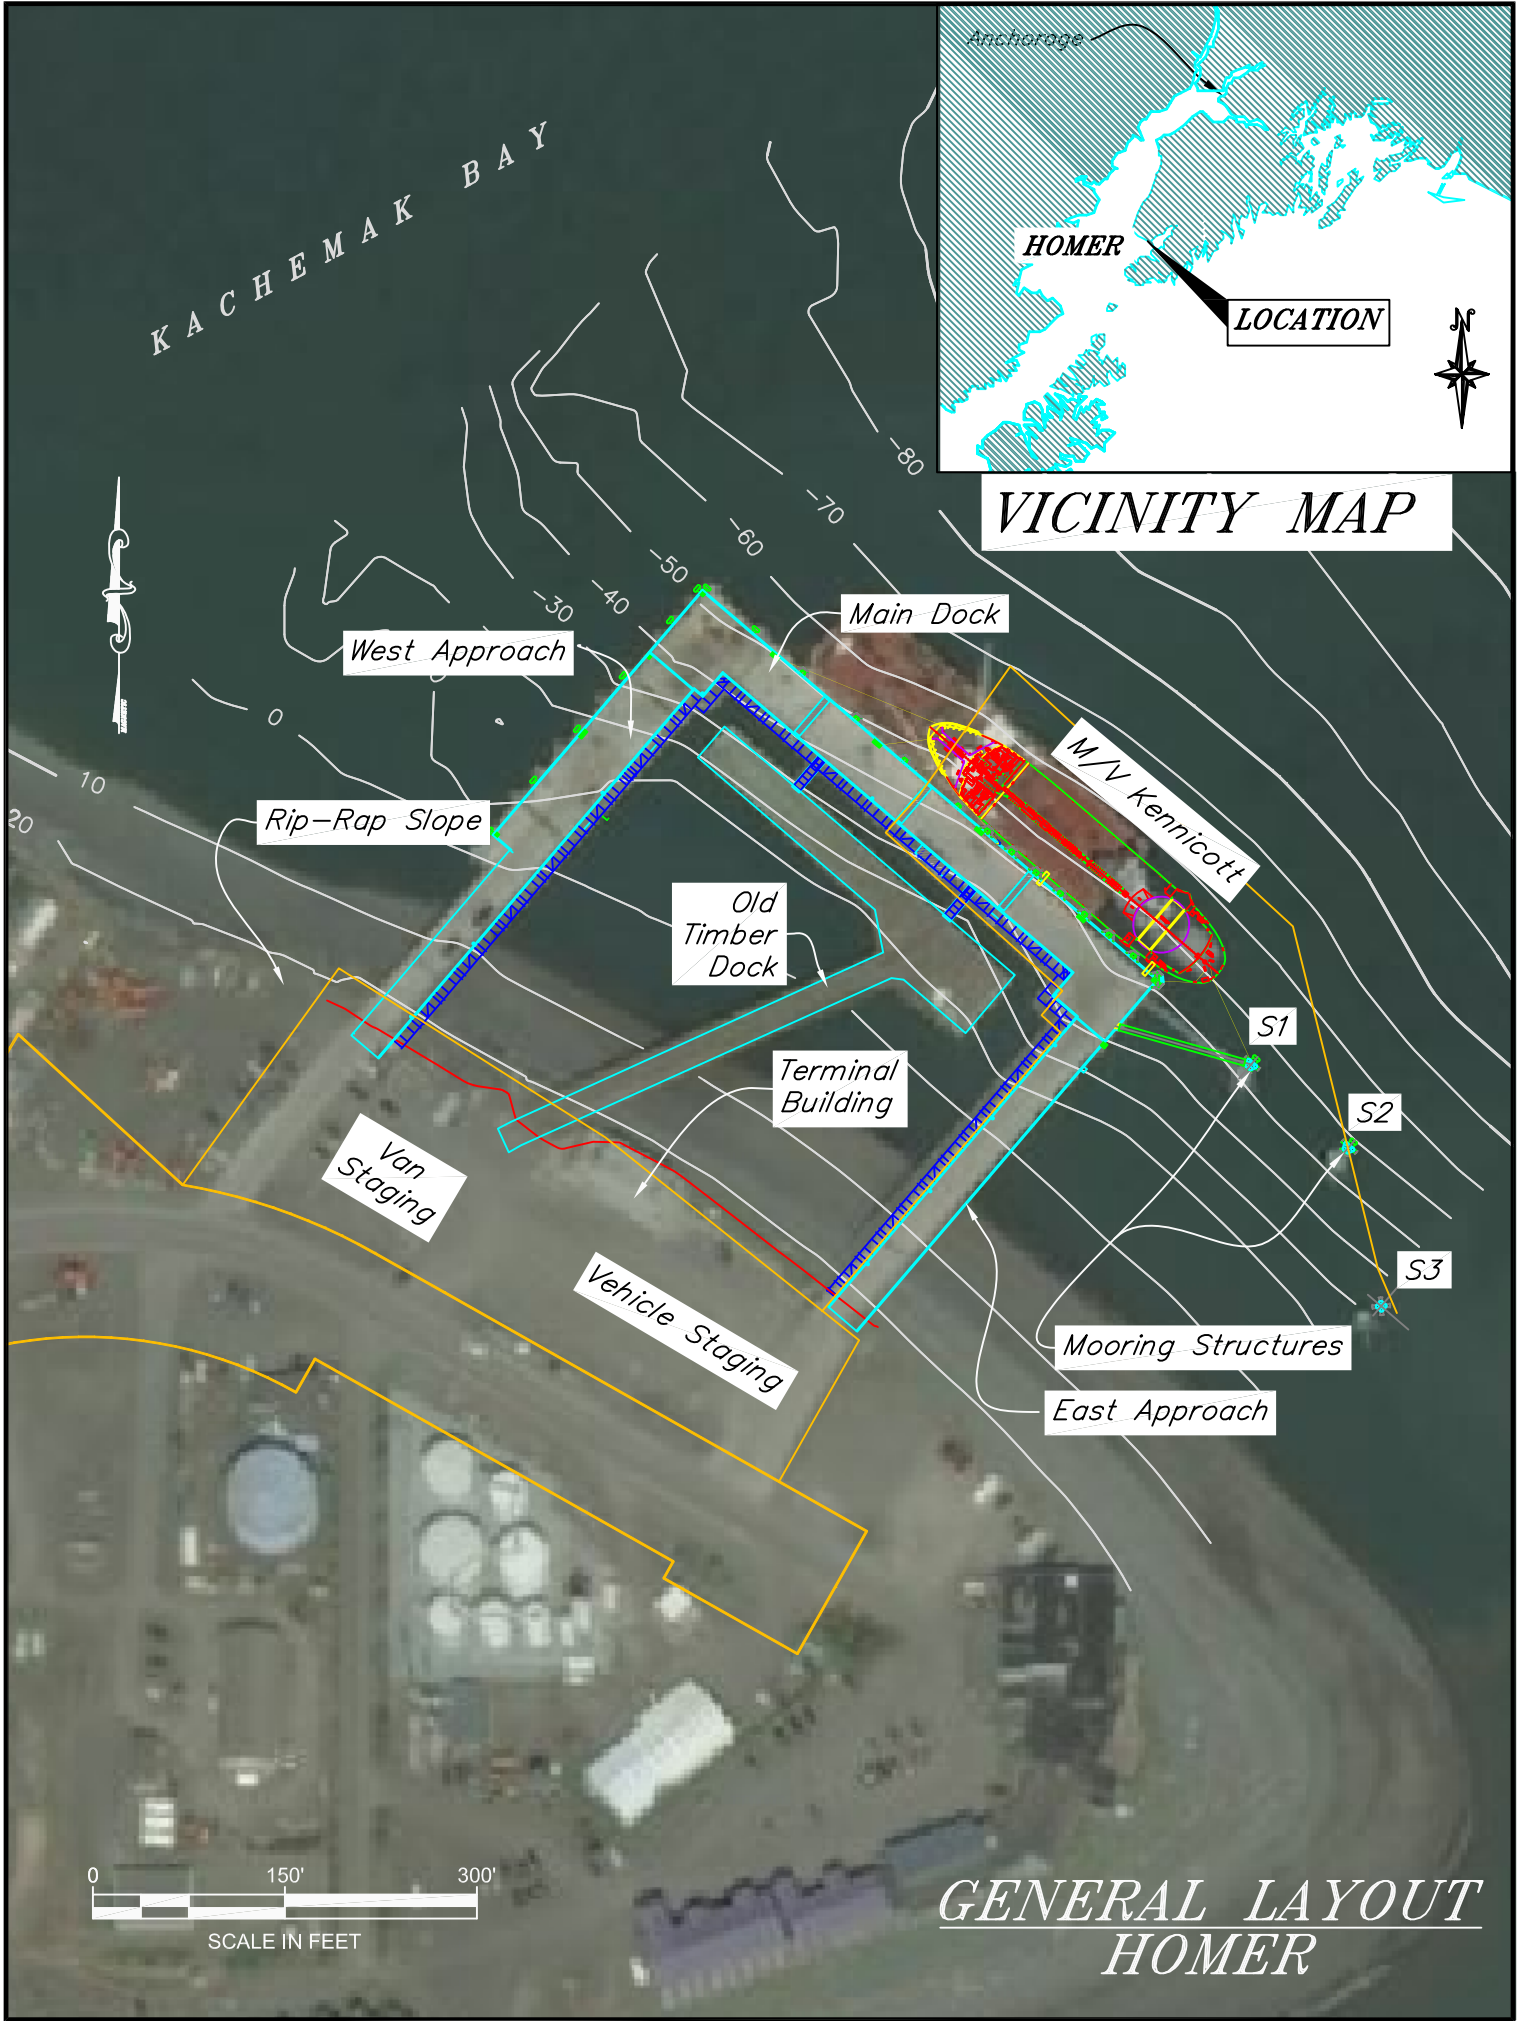 Anchorage
HOMER
LOCATION
N
VICINITY MAP
KACHEMAK BAY
-80
-70
-60
-50
-40
-30
0
10
20
Main Dock
West Approach
M/V Kennicott
Rip-Rap Slope
Old
Timber
Dock
S1
Terminal
Building
S2
Van
Staging
S3
Vehicle Staging
Mooring Structures
East Approach
0 150' 300'
SCALE IN FEET
GENERAL LAYOUT
HOMER